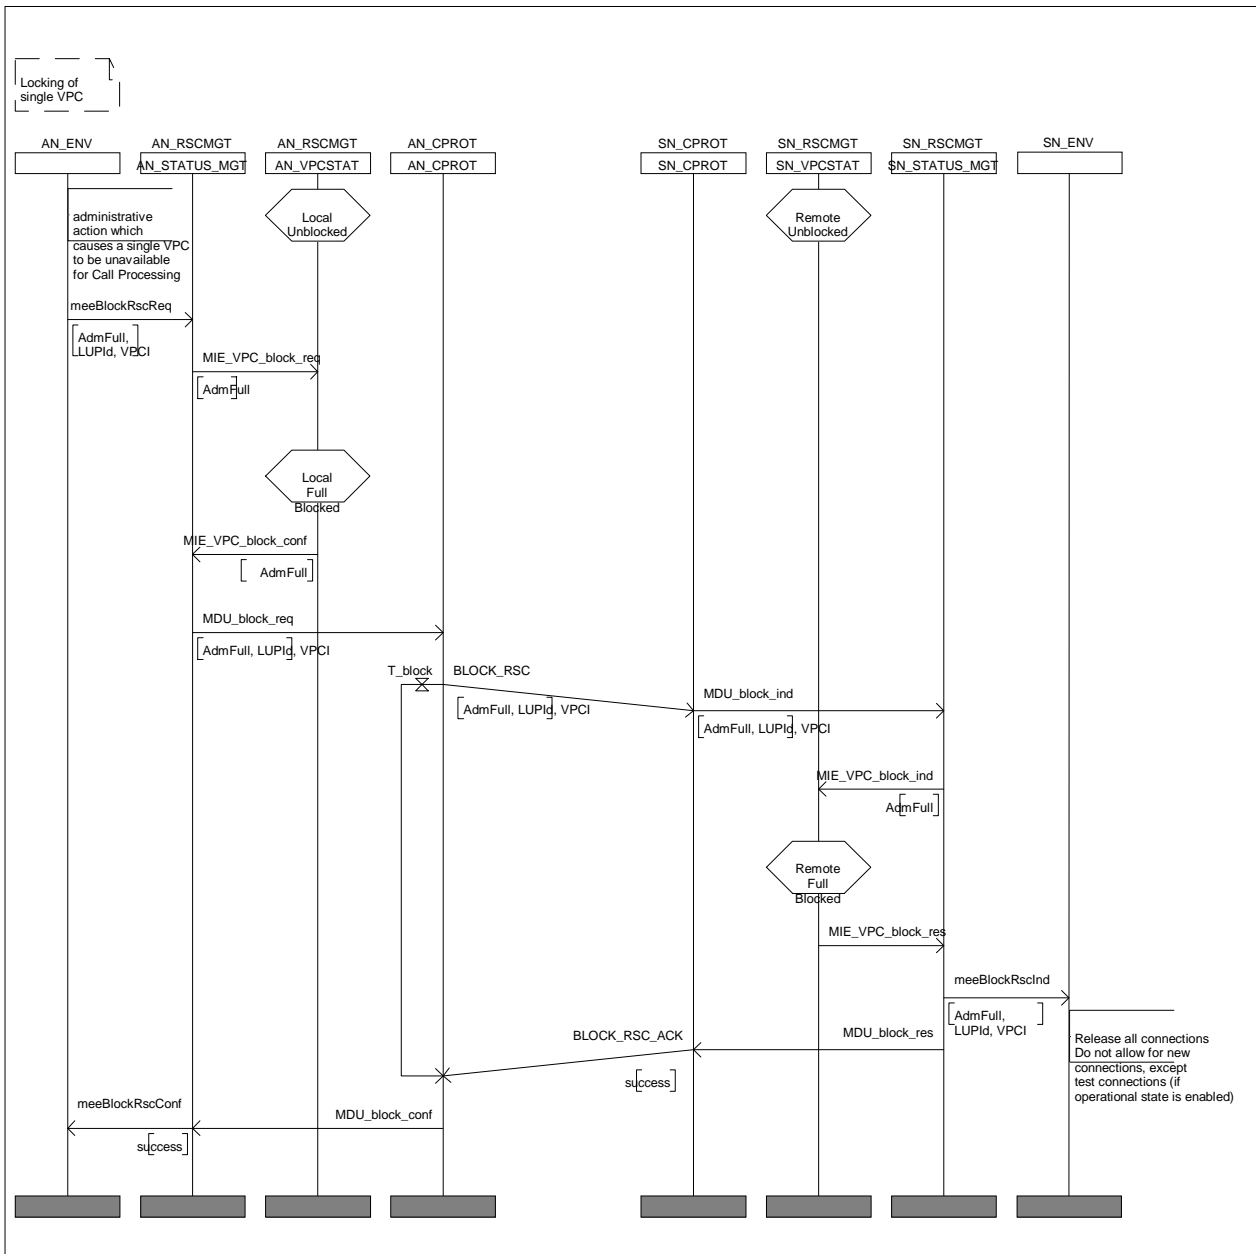 Locking of
single VPC
AN_ENV
AN_RSCMGT
AN_RSCMGT
AN_CPROT
SN_CPROT
SN_RSCMGT
SN_RSCMGT
SN_ENV
AN_STATUS_MGT
AN_VPCSTAT
AN_CPROT
SN_CPROT
SN_VPCSTAT
SN_STATUS_MGT
administrative
action which
causes a single VPC
to be unavailable
for Call Processing
Local
Unblocked
Remote
Unblocked
meeBlockRscReq
AdmFull,
LUPId, VPCI
MIE_VPC_block_req
AdmFull
Local
Full
Blocked
MIE_VPC_block_conf
AdmFull
MDU_block_req
AdmFull, LUPId, VPCI
T_block
BLOCK_RSC
AdmFull, LUPId, VPCI
MDU_block_ind
AdmFull, LUPId, VPCI
MIE_VPC_block_ind
AdmFull
Remote
Full
Blocked
MIE_VPC_block_res
meeBlockRscInd
AdmFull,
LUPId, VPCI
MDU_block_res
BLOCK_RSC_ACK
success
Release all connections
Do not allow for new
connections, except
test connections (if
operational state is enabled)
meeBlockRscConf
MDU_block_conf
success